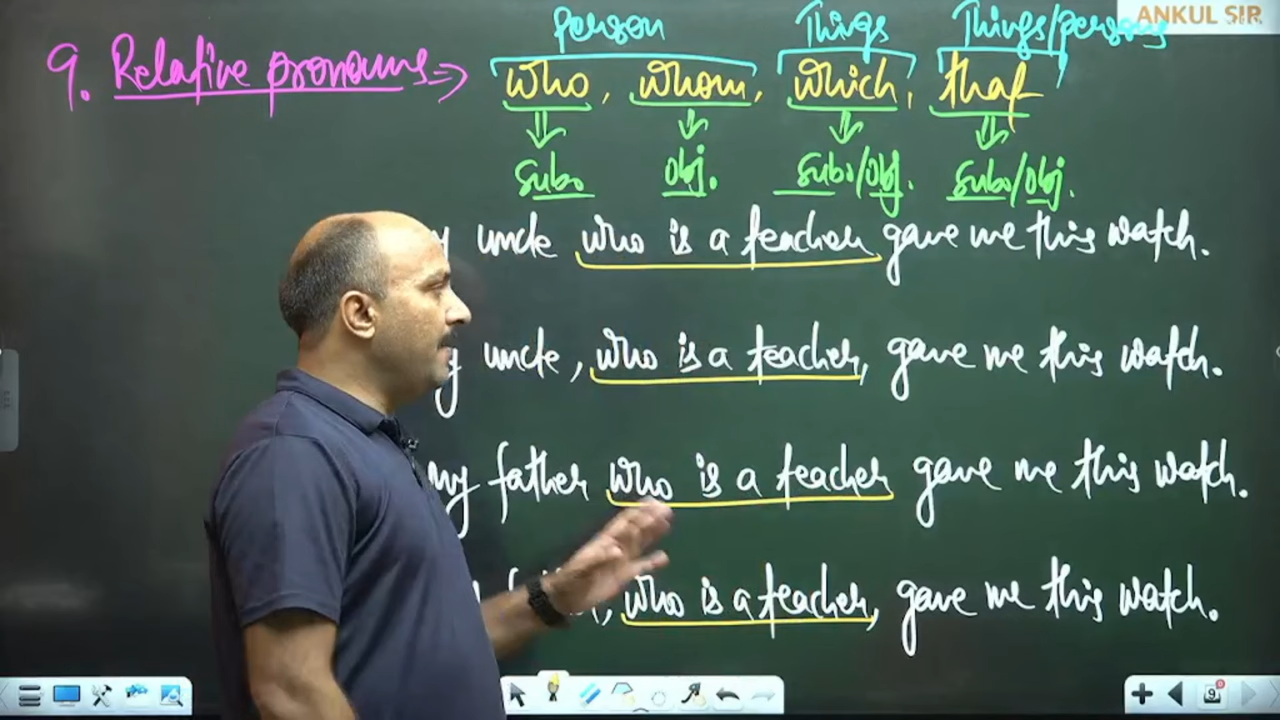 ANKUL SIR
Person Things Things/persons
9. Relative pronouns => who, whom, which, that
Sub. Obj. Sub./Obj. Sub./Obj.
uncle who is a teacher gave me this watch.
uncle, who is a teacher, gave me this watch.
my father who is a teacher gave me this watch.
who is a teacher, gave me this watch.
9